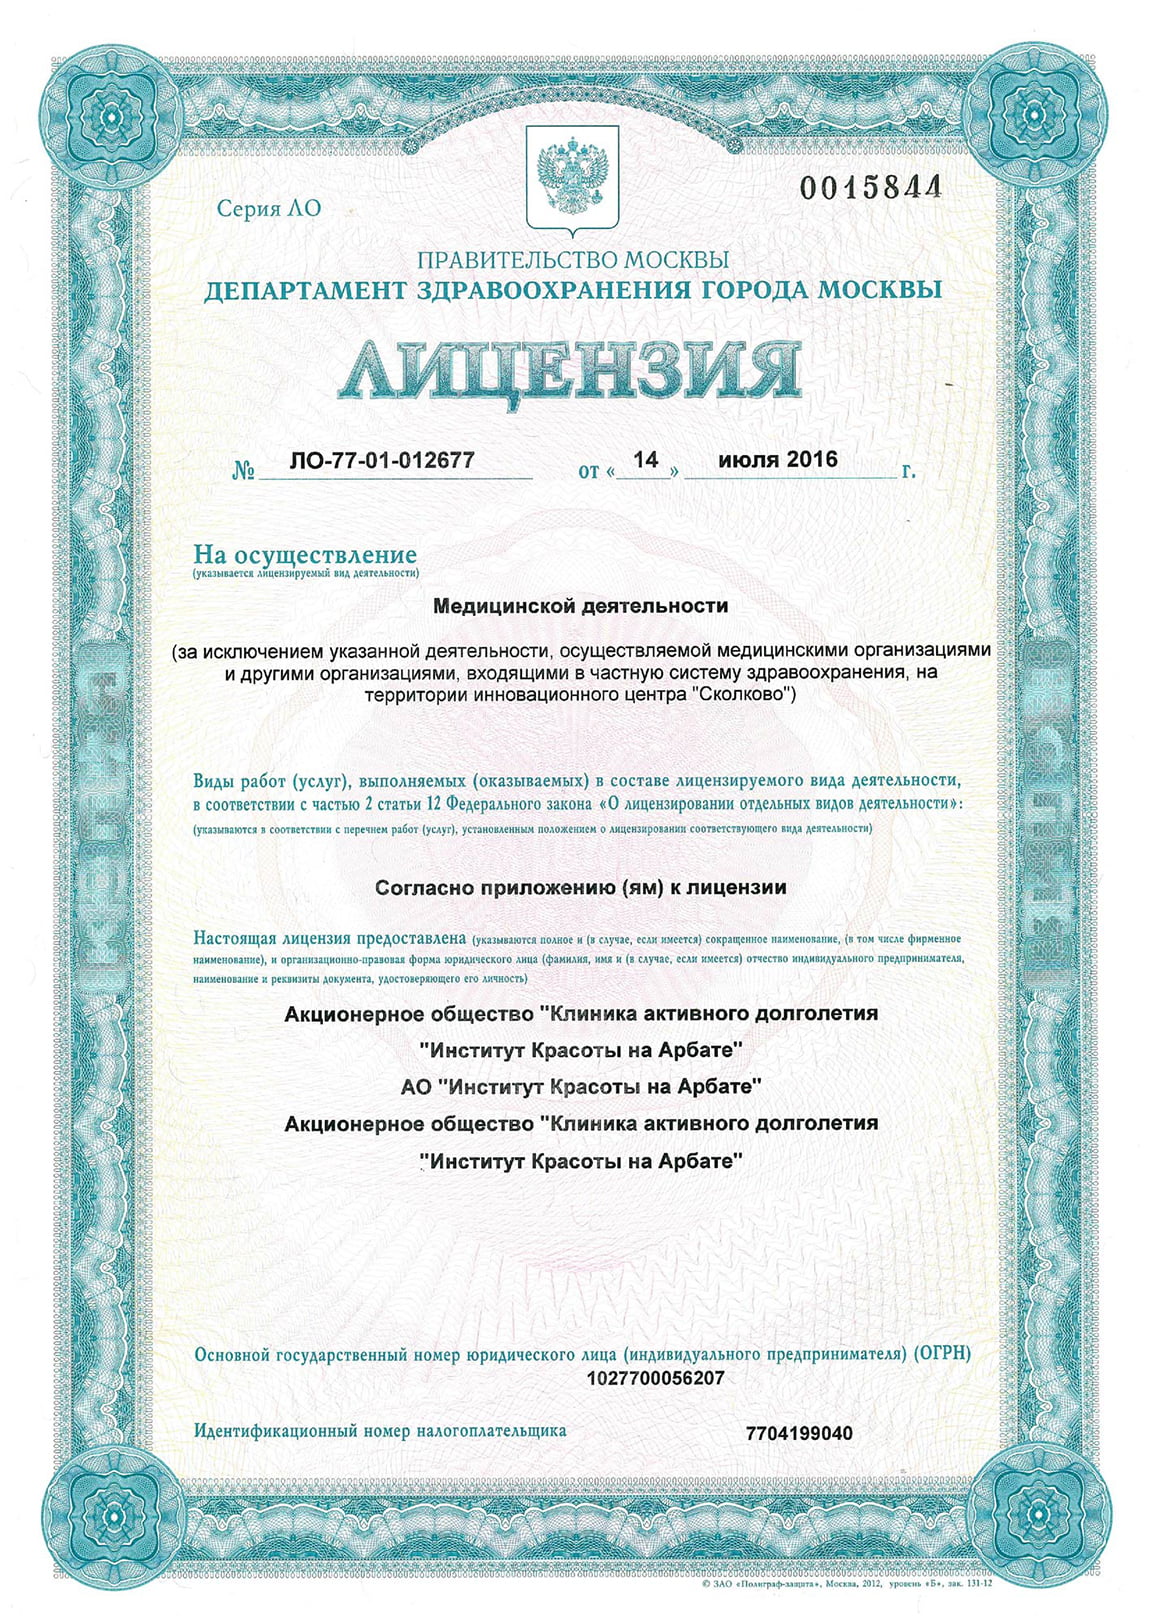 Серия ЛО
0015844
ПРАВИТЕЛЬСТВО МОСКВЫ
ДЕПАРТАМЕНТ ЗДРАВООХРАНЕНИЯ ГОРОДА МОСКВЫ
ЛИЦЕНЗИЯ
№ ЛО-77-01-012677 от « 14 » июля 2016 г.
На осуществление
(указывается лицензируемый вид деятельности)
Медицинской деятельности
(за исключением указанной деятельности, осуществляемой медицинскими организациями
и другими организациями, входящими в частную систему здравоохранения, на
территории инновационного центра "Сколково")
Виды работ (услуг), выполняемых (оказываемых) в составе лицензируемого вида деятельности,
в соответствии с частью 2 статьи 12 Федерального закона «О лицензировании отдельных видов деятельности»:
(указываются в соответствии с перечнем работ (услуг), установленным положением о лицензировании соответствующего вида деятельности)
Согласно приложению (ям) к лицензии
Настоящая лицензия предоставлена (указываются полное и (в случае, если имеется) сокращенное наименование, (в том числе фирменное
наименование), и организационно-правовая форма юридического лица (фамилия, имя и (в случае, если имеется) отчество индивидуального предпринимателя,
наименование и реквизиты документа, удостоверяющего его личность)
Акционерное общество "Клиника активного долголетия
"Институт Красоты на Арбате"
АО "Институт Красоты на Арбате"
Акционерное общество "Клиника активного долголетия
"Институт Красоты на Арбате"
Основной государственный номер юридического лица (индивидуального предпринимателя) (ОГРН)
1027700056207
Идентификационный номер налогоплательщика 7704199040
© ЗАО «Полиграф-защита», Москва, 2012, уровень «Б», зак. 131-12